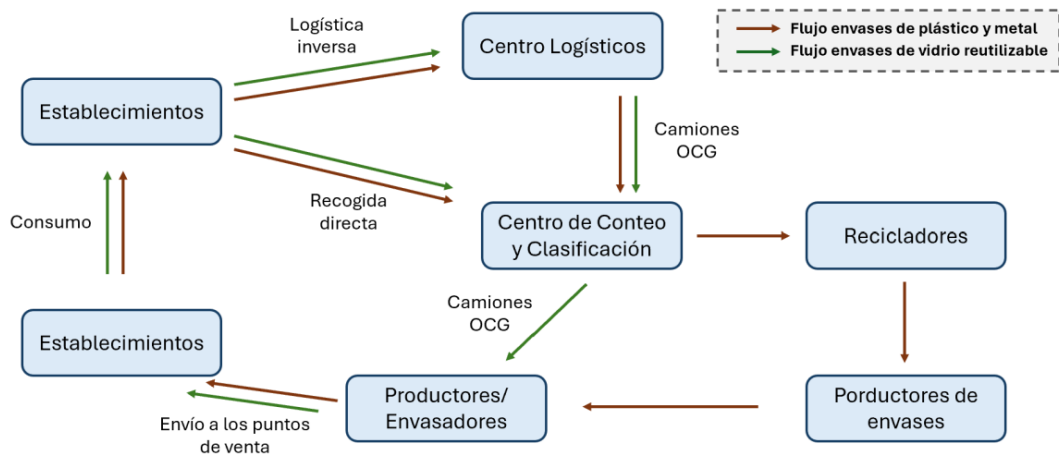 Logística
inversa
Centro Logísticos
Flujo envases de plástico y metal
Flujo envases de vidrio reutilizable
Establecimientos
Camiones
OCG
Recogida
directa
Consumo
Centro de Conteo
y Clasificación
Recicladores
Camiones
OCG
Establecimientos
Productores/
Envasadores
Porductores de
envases
Envío a los puntos
de venta